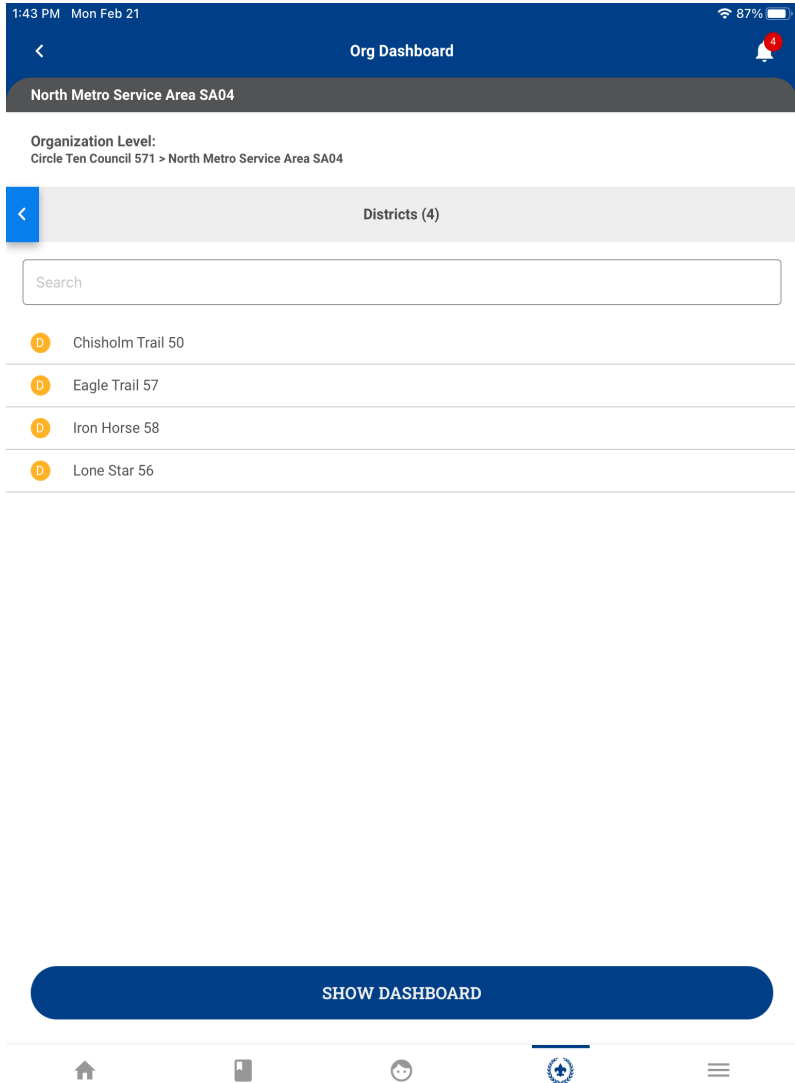 1:43 PM Mon Feb 21 87%
Org Dashboard
4
North Metro Service Area SA04
Organization Level:
Circle Ten Council 571 > North Metro Service Area SA04
Districts (4)
Search
D Chisholm Trail 50
D Eagle Trail 57
D Iron Horse 58
D Lone Star 56
SHOW DASHBOARD